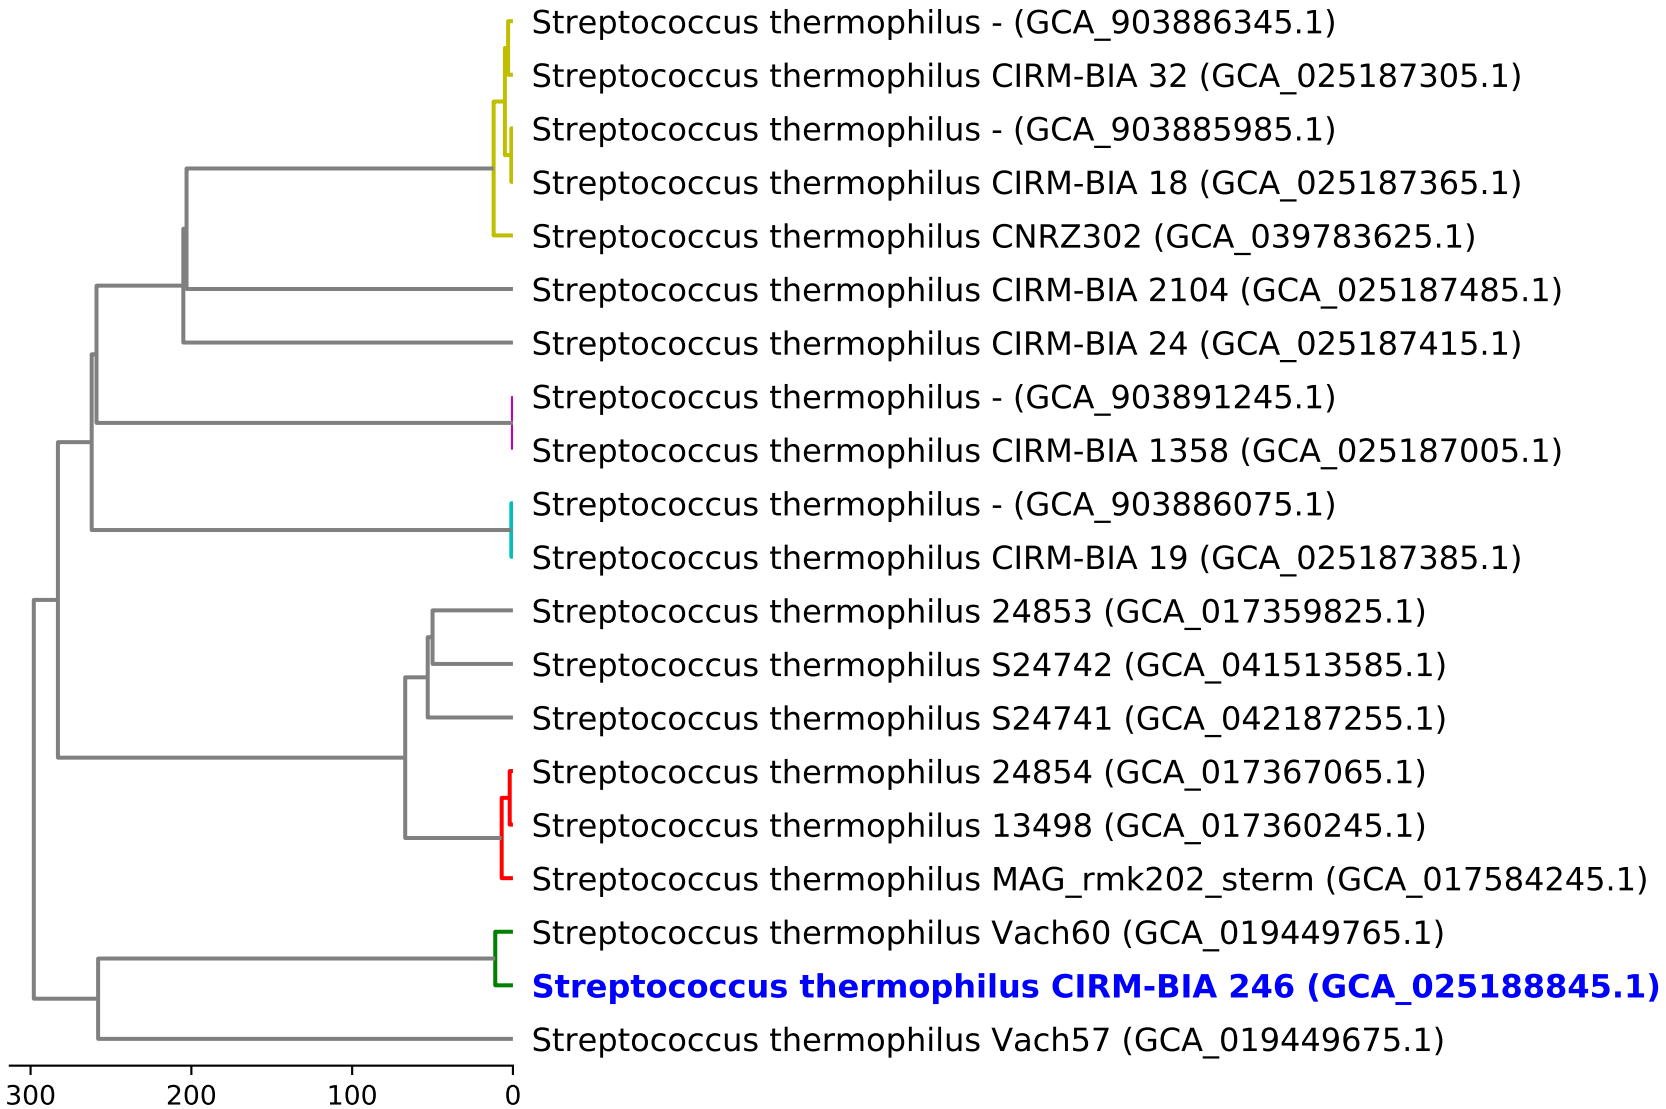 Streptococcus thermophilus - (GCA_903886345.1)
Streptococcus thermophilus CIRM-BIA 32 (GCA_025187305.1)
Streptococcus thermophilus - (GCA_903885985.1)
Streptococcus thermophilus CIRM-BIA 18 (GCA_025187365.1)
Streptococcus thermophilus CNRZ302 (GCA_039783625.1)
Streptococcus thermophilus CIRM-BIA 2104 (GCA_025187485.1)
Streptococcus thermophilus CIRM-BIA 24 (GCA_025187415.1)
Streptococcus thermophilus - (GCA_903891245.1)
Streptococcus thermophilus CIRM-BIA 1358 (GCA_025187005.1)
Streptococcus thermophilus - (GCA_903886075.1)
Streptococcus thermophilus CIRM-BIA 19 (GCA_025187385.1)
Streptococcus thermophilus 24853 (GCA_017359825.1)
Streptococcus thermophilus S24742 (GCA_041513585.1)
Streptococcus thermophilus S24741 (GCA_042187255.1)
Streptococcus thermophilus 24854 (GCA_017367065.1)
Streptococcus thermophilus 13498 (GCA_017360245.1)
Streptococcus thermophilus MAG_rmk202_sterm (GCA_017584245.1)
Streptococcus thermophilus Vach60 (GCA_019449765.1)
Streptococcus thermophilus CIRM-BIA 246 (GCA_025188845.1)
Streptococcus thermophilus Vach57 (GCA_019449675.1)
300 200 100 0